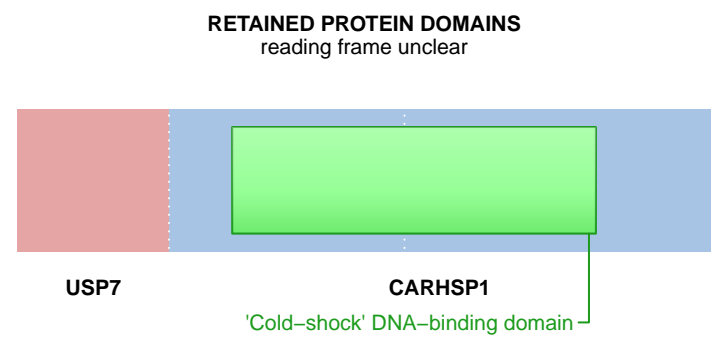 RETAINED PROTEIN DOMAINS
reading frame unclear
USP7 CARHSP1
'Cold−shock' DNA−binding domain